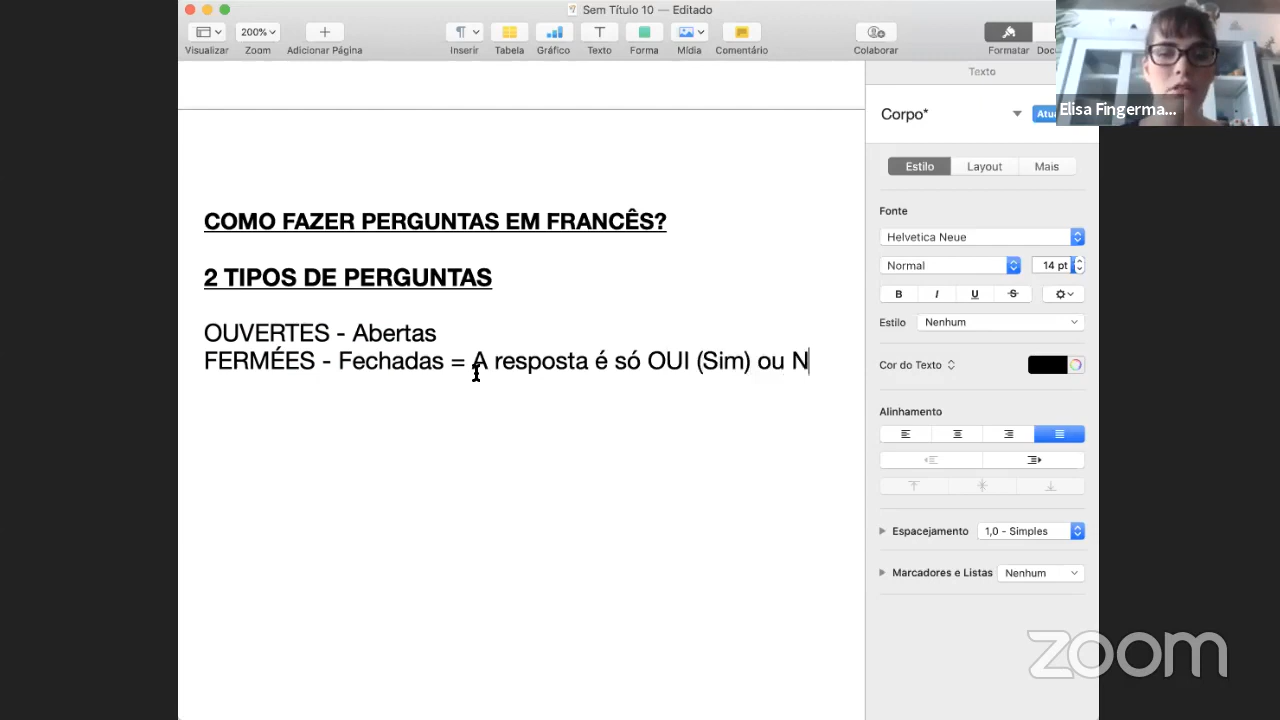 Sem Título 10 — Editado
Visualizar
200%
Zoom
Adicionar Página
Inserir
Tabela
Gráfico
Texto
Forma
Mídia
Comentário
Colaborar
Formatar
Elisa Fingerma...
Texto
Corpo*
Estilo
Layout
Mais
COMO FAZER PERGUNTAS EM FRANCÊS?
2 TIPOS DE PERGUNTAS
OUVERTES - Abertas
FERMÉES - Fechadas = A resposta é só OUI (Sim) ou N
Fonte
Helvetica Neue
Normal
14 pt
B I U S
Estilo
Nenhum
Cor do Texto
Alinhamento
Espacejamento
1,0 - Simples
Marcadores e Listas
Nenhum
zoom